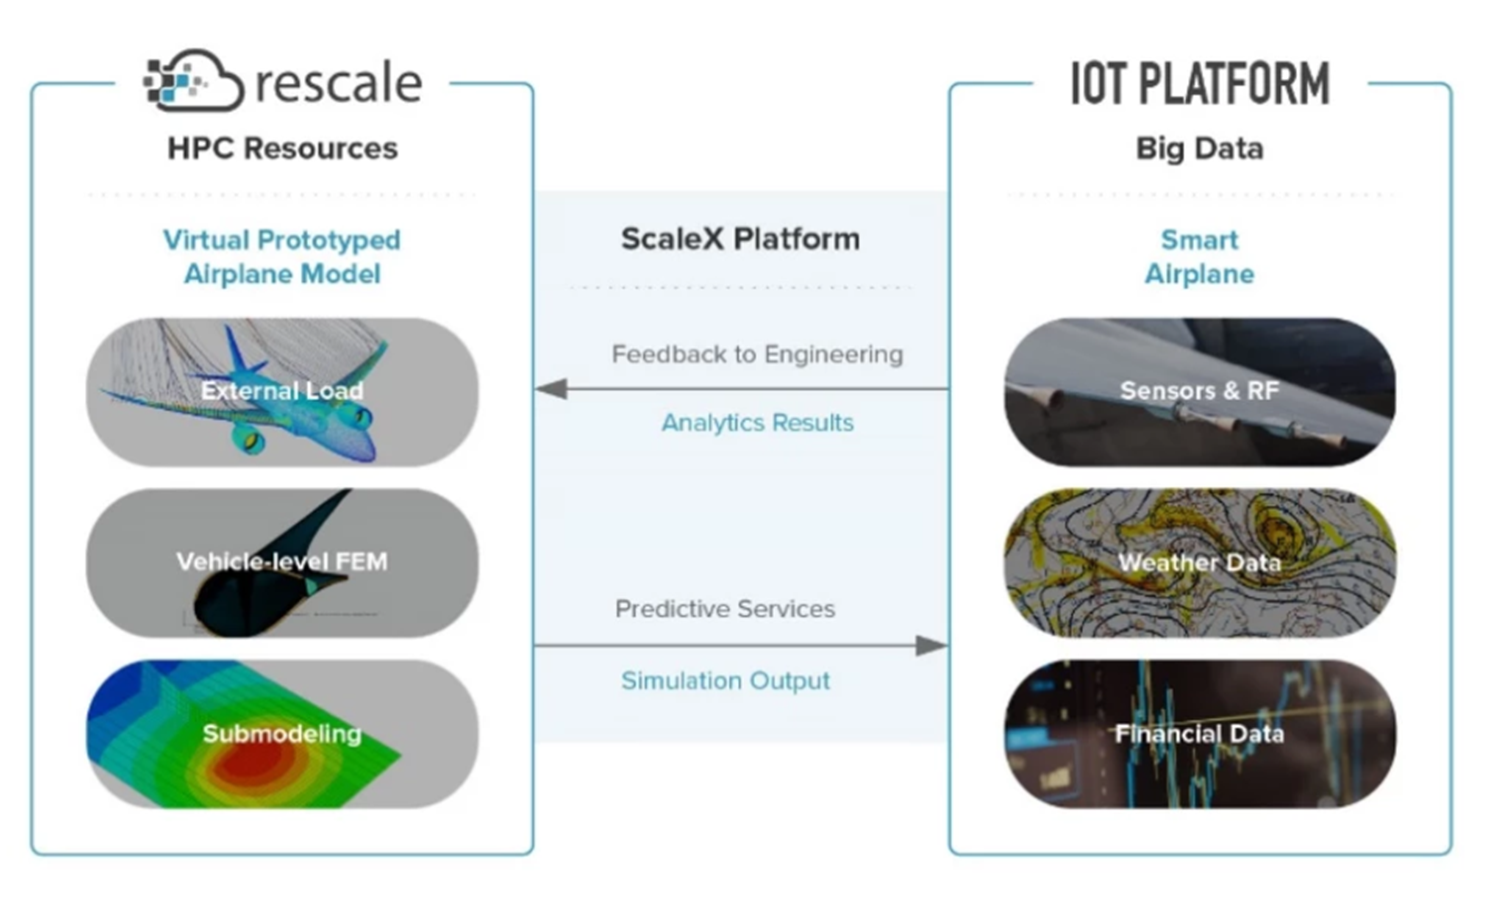 rescale
HPC Resources
Virtual Prototyped
Airplane Model
External Load
Vehicle-level FEM
Submodeling
ScaleX Platform
Feedback to Engineering
Analytics Results
Predictive Services
Simulation Output
IOT PLATFORM
Big Data
Smart
Airplane
Sensors & RF
Weather Data
Financial Data